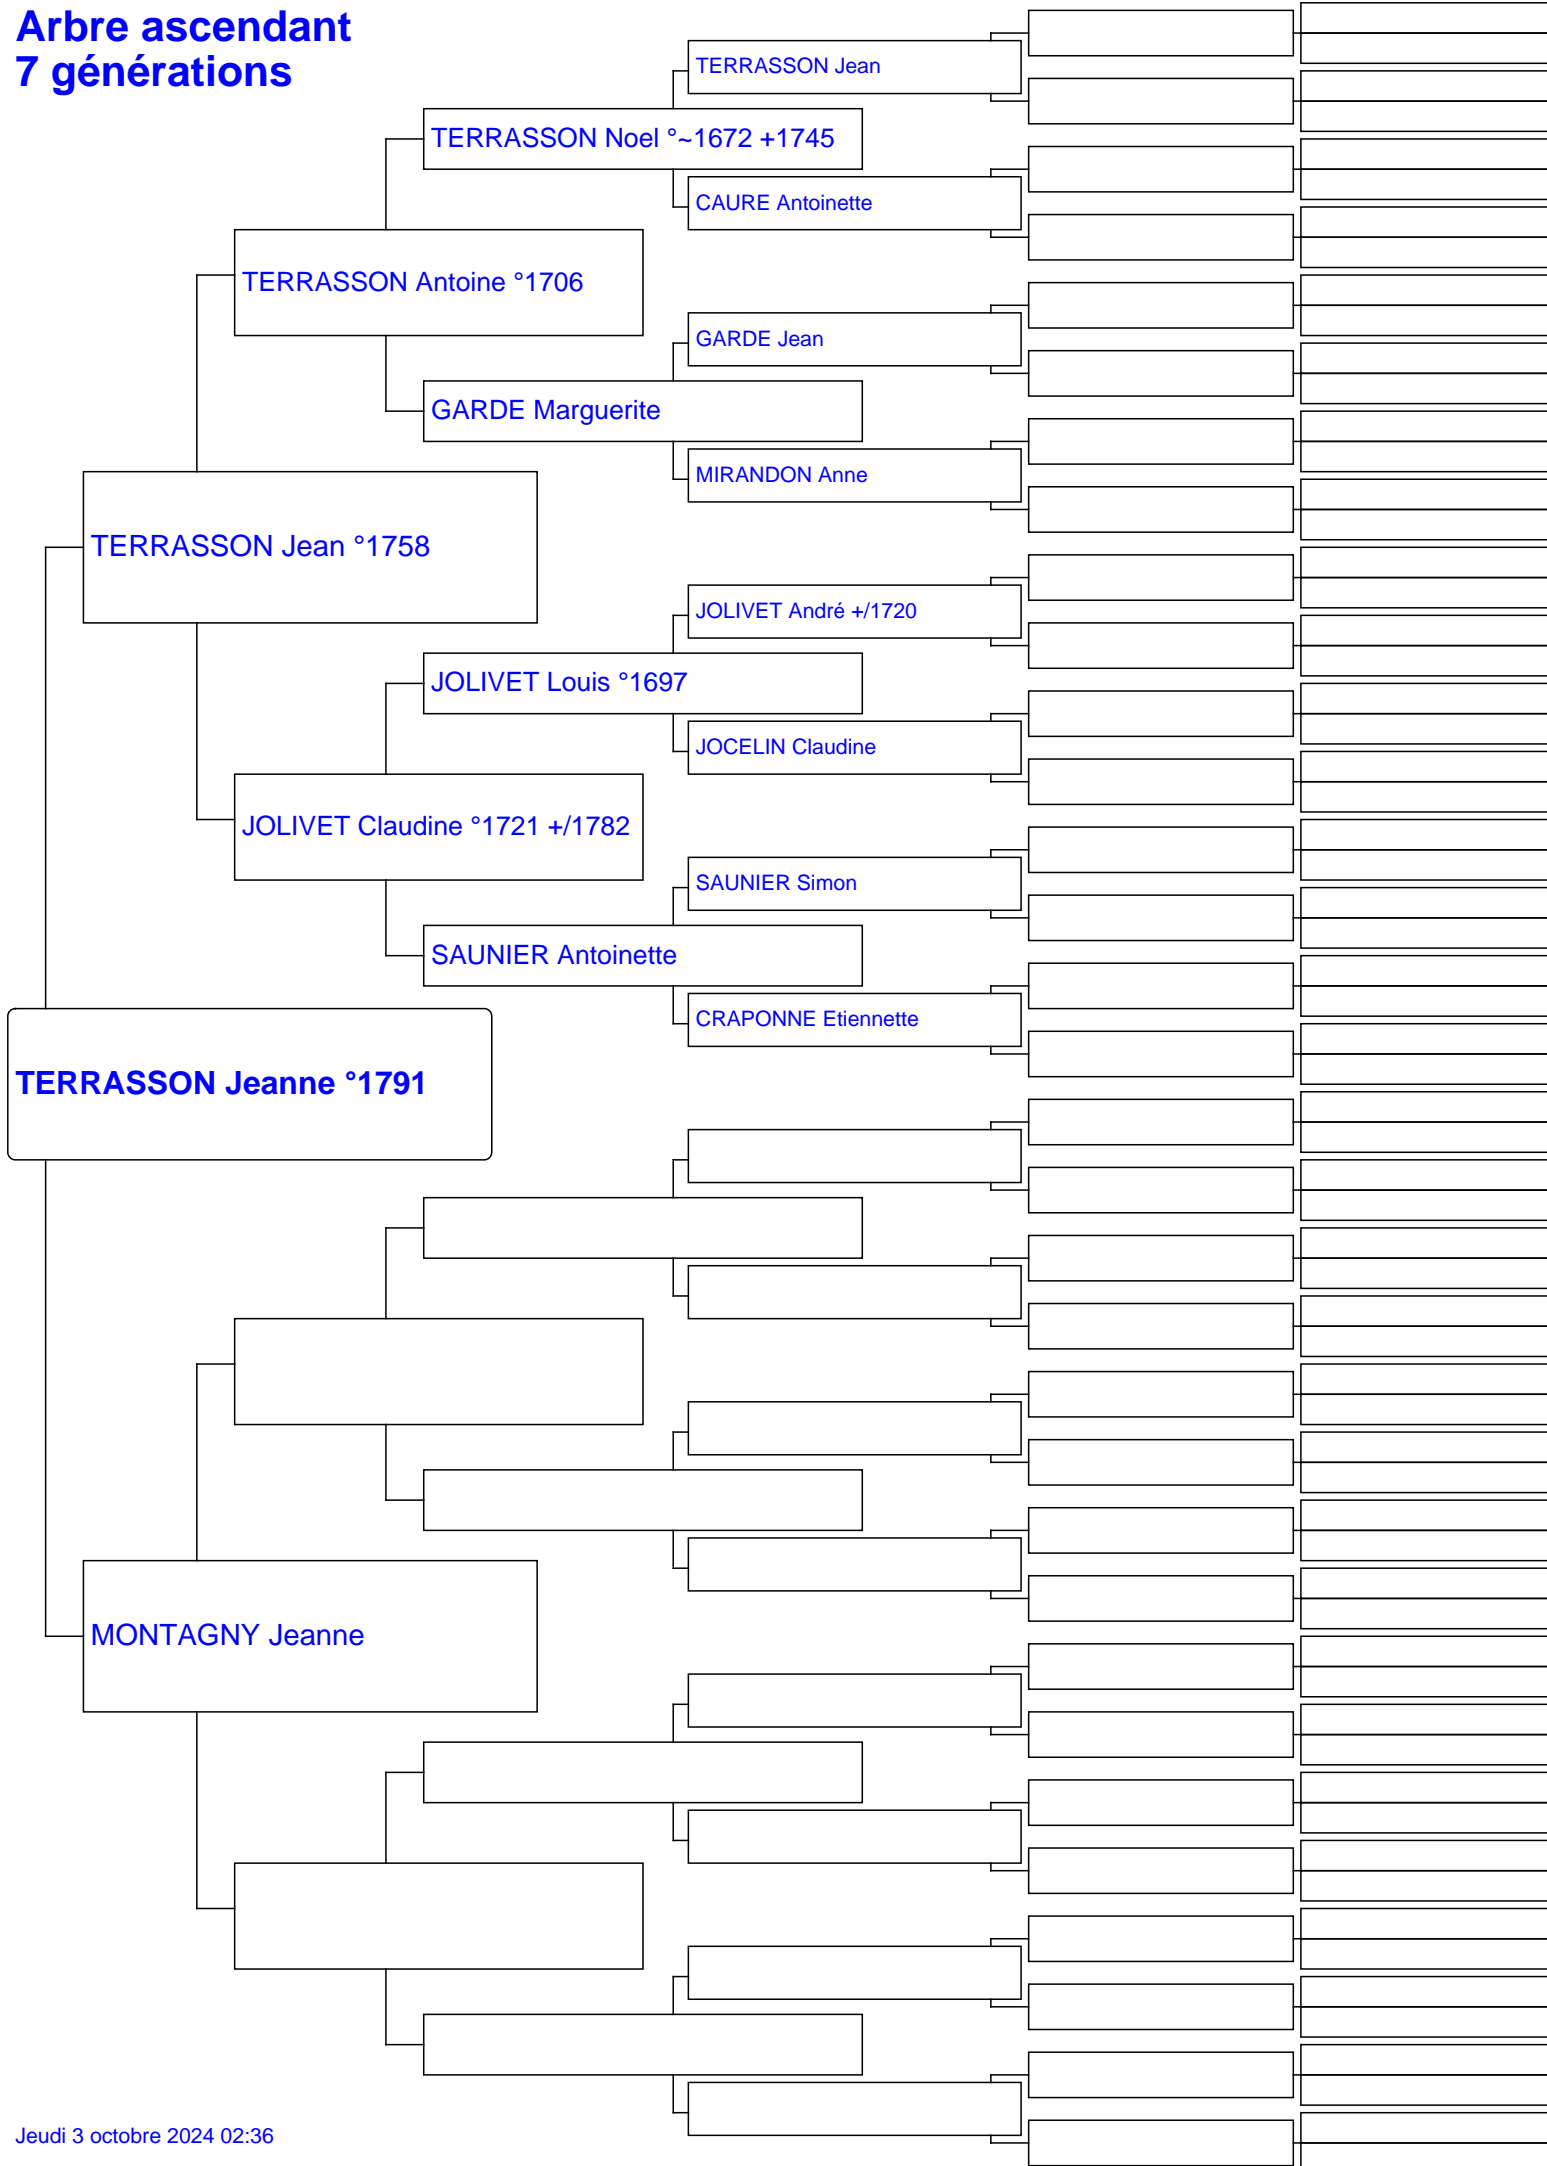 Arbre ascendant
7 générations
TERRASSON Jean
TERRASSON Noel °~1672 +1745
CAURE Antoinette
TERRASSON Antoine °1706
GARDE Jean
GARDE Marguerite
MIRANDON Anne
TERRASSON Jean °1758
JOLIVET André +/1720
JOLIVET Louis °1697
JOCELIN Claudine
JOLIVET Claudine °1721 +/1782
SAUNIER Simon
SAUNIER Antoinette
CRAPONNE Etiennette
TERRASSON Jeanne °1791
MONTAGNY Jeanne
Jeudi 3 octobre 2024 02:36